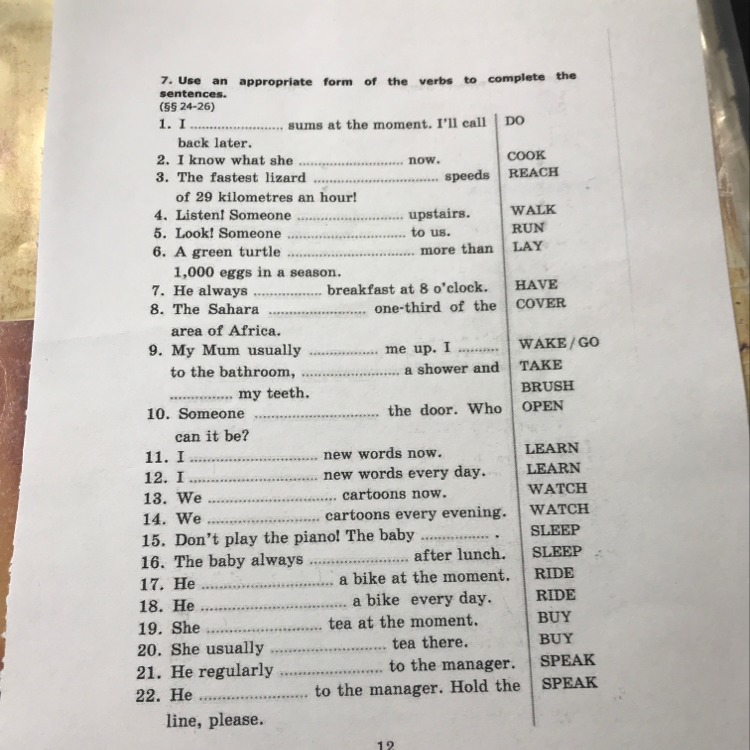 7. Use an appropriate form of the verbs to complete the
sentences.
(§§ 24-26)
1. I ........................ sums at the moment. I'll call DO
back later.
2. I know what she ........................... now. COOK
3. The fastest lizard ................................ speeds REACH
of 29 kilometres an hour!
4. Listen! Someone ........................... upstairs. WALK
5. Look! Someone .............................. to us. RUN
6. A green turtle ................................. more than LAY
1,000 eggs in a season.
7. He always .................. breakfast at 8 o'clock. HAVE
8. The Sahara ........................... one-third of the COVER
area of Africa.
9. My Mum usually .................. me up. I ........... WAKE/GO
to the bathroom, ......................... a shower and TAKE
................ my teeth. BRUSH
10. Someone ................................ the door. Who OPEN
can it be?
11. I ................................. new words now. LEARN
12. I ................................. new words every day. LEARN
13. We ................................. cartoons now. WATCH
14. We ............................. cartoons every evening. WATCH
15. Don't play the piano! The baby .................. . SLEEP
16. The baby always ......................... after lunch. SLEEP
17. He ................................... a bike at the moment. RIDE
18. He ..................................... a bike every day. RIDE
19. She .............................. tea at the moment. BUY
20. She usually .............................. tea there. BUY
21. He regularly ........................... to the manager. SPEAK
22. He ............................ to the manager. Hold the SPEAK
line, please.
12